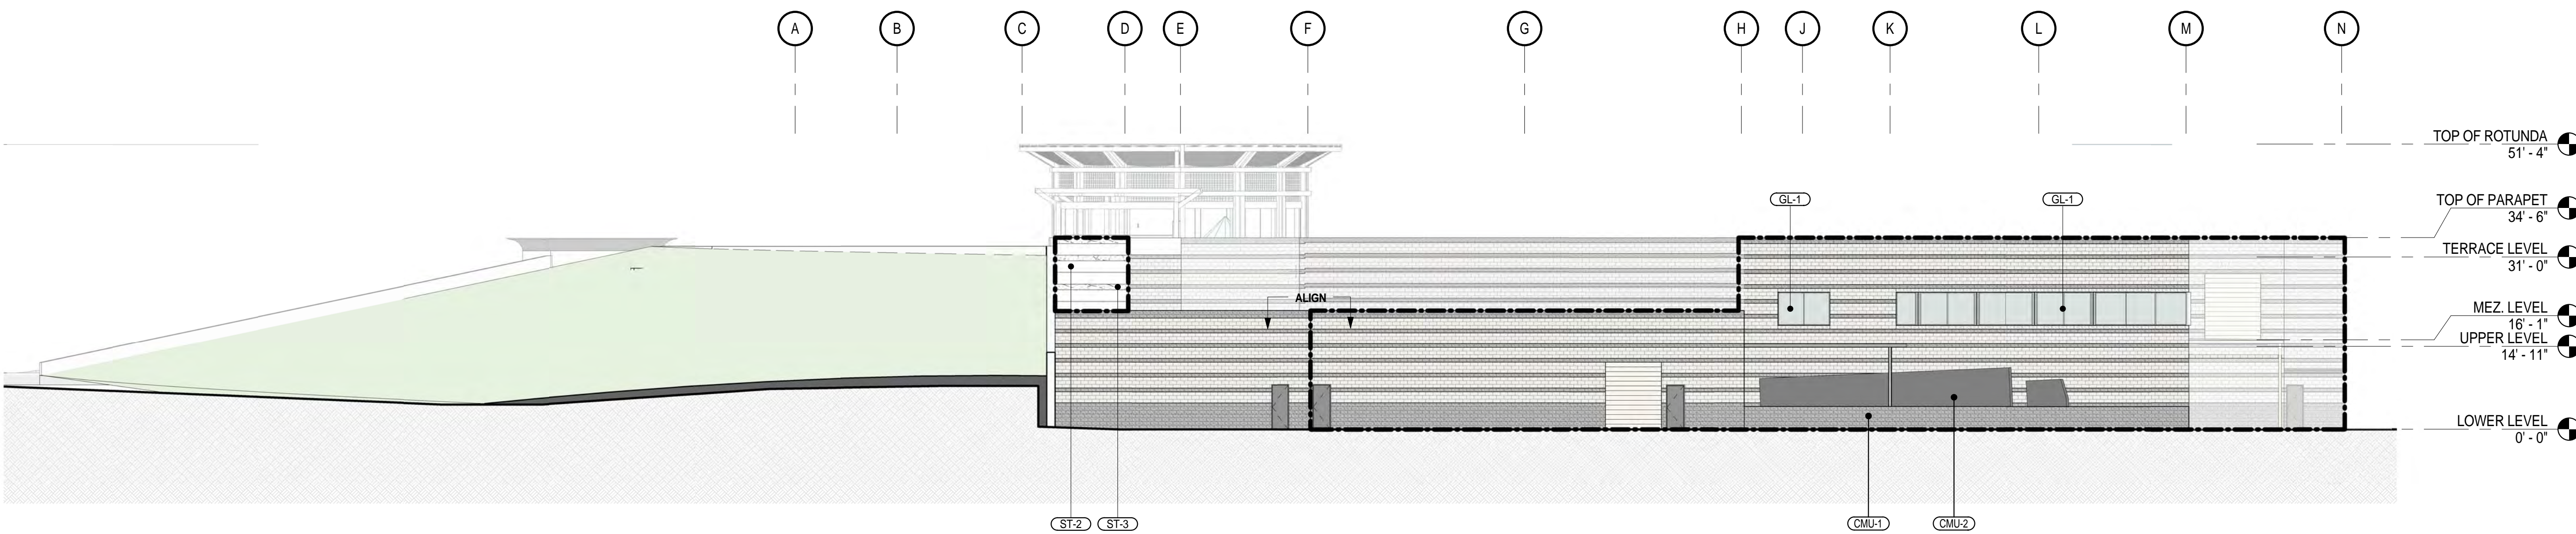 A B C D E F G H J K L M N
TOP OF ROTUNDA
51' - 4"
GL-1 GL-1
TOP OF PARAPET
34' - 6"
TERRACE LEVEL
31' - 0"
ALIGN
MEZ. LEVEL
16' - 1"
UPPER LEVEL
14' - 11"
LOWER LEVEL
0' - 0"
ST-2 ST-3 CMU-1 CMU-2